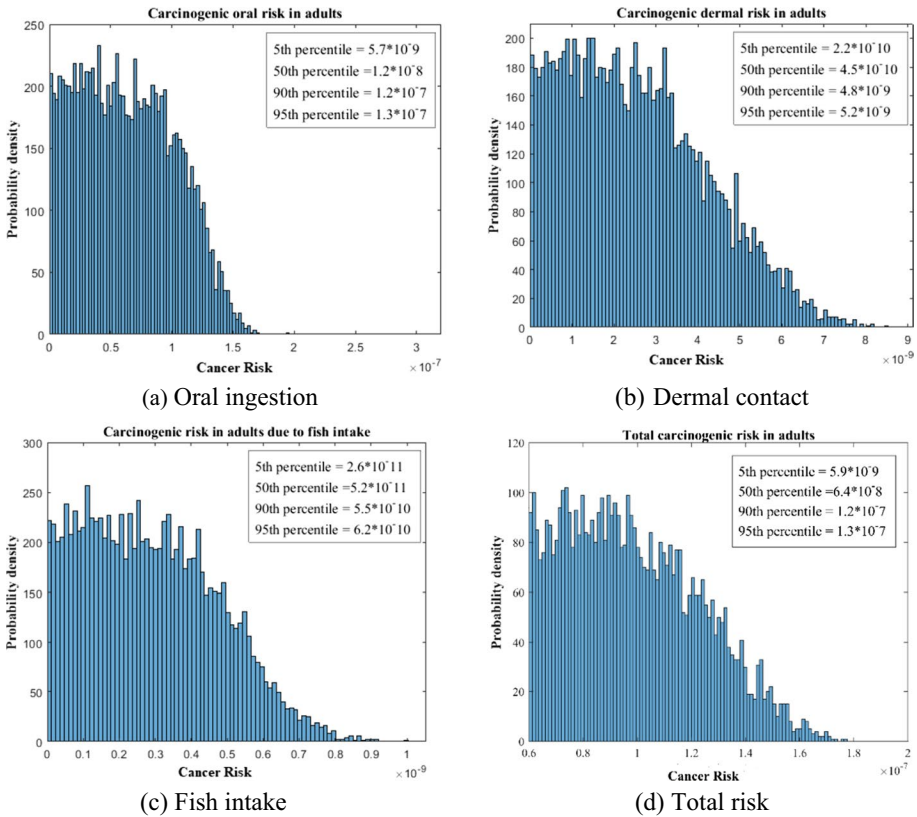 Carcinogenic oral risk in adults
250
200
150
100
50
0
Probability density
5th percentile = 5.7*10^-9
50th percentile =1.2*10^-8
90th percentile = 1.2*10^-7
95th percentile = 1.3*10^-7
0 0.5 1 1.5 2 2.5 3
×10^-7
Cancer Risk
(a) Oral ingestion
Carcinogenic dermal risk in adults
200
180
160
140
120
100
80
60
40
20
0
Probability density
5th percentile = 2.2*10^-10
50th percentile = 4.5*10^-10
90th percentile = 4.8*10^-9
95th percentile = 5.2*10^-9
0 1 2 3 4 5 6 7 8 9
×10^-9
Cancer Risk
(b) Dermal contact
Carcinogenic risk in adults due to fish intake
300
250
200
150
100
50
0
Probability density
5th percentile = 2.6*10^-11
50th percentile =5.2*10^-11
90th percentile = 5.5*10^-10
95th percentile = 6.2*10^-10
0 0.1 0.2 0.3 0.4 0.5 0.6 0.7 0.8 0.9 1
×10^-9
Cancer Risk
(c) Fish intake
Total carcinogenic risk in adults
120
100
80
60
40
20
0
Probability density
5th percentile = 5.9*10^-9
50th percentile =6.4*10^-8
90th percentile = 1.2*10^-7
95th percentile = 1.3*10^-7
0.6 0.8 1 1.2 1.4 1.6 1.8 2
×10^-7
Cancer Risk
(d) Total risk